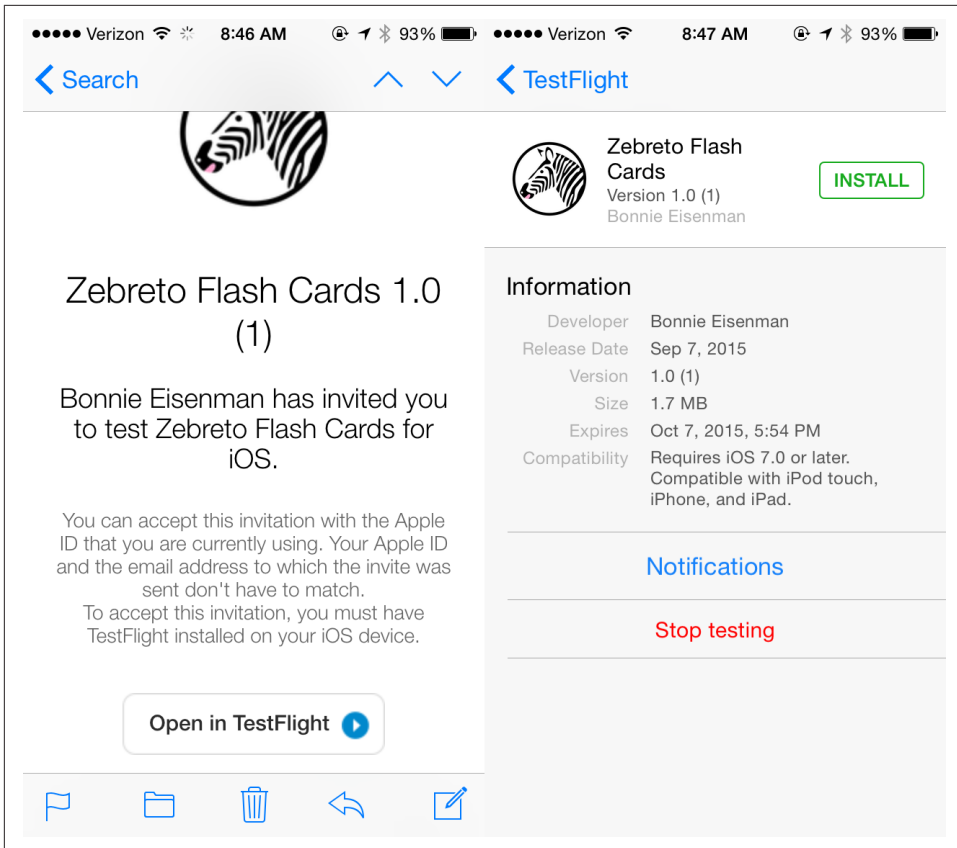 Verizon 8:46 AM 93%
Search
Zebreto Flash Cards 1.0
(1)
Bonnie Eisenman has invited you
to test Zebreto Flash Cards for
iOS.
You can accept this invitation with the Apple
ID that you are currently using. Your Apple ID
and the email address to which the invite was
sent don't have to match.
To accept this invitation, you must have
TestFlight installed on your iOS device.
Open in TestFlight
Verizon 8:47 AM 93%
TestFlight
Zebreto Flash
Cards
Version 1.0 (1)
Bonnie Eisenman
INSTALL
Information
Developer Bonnie Eisenman
Release Date Sep 7, 2015
Version 1.0 (1)
Size 1.7 MB
Expires Oct 7, 2015, 5:54 PM
Compatibility Requires iOS 7.0 or later.
Compatible with iPod touch,
iPhone, and iPad.
Notifications
Stop testing